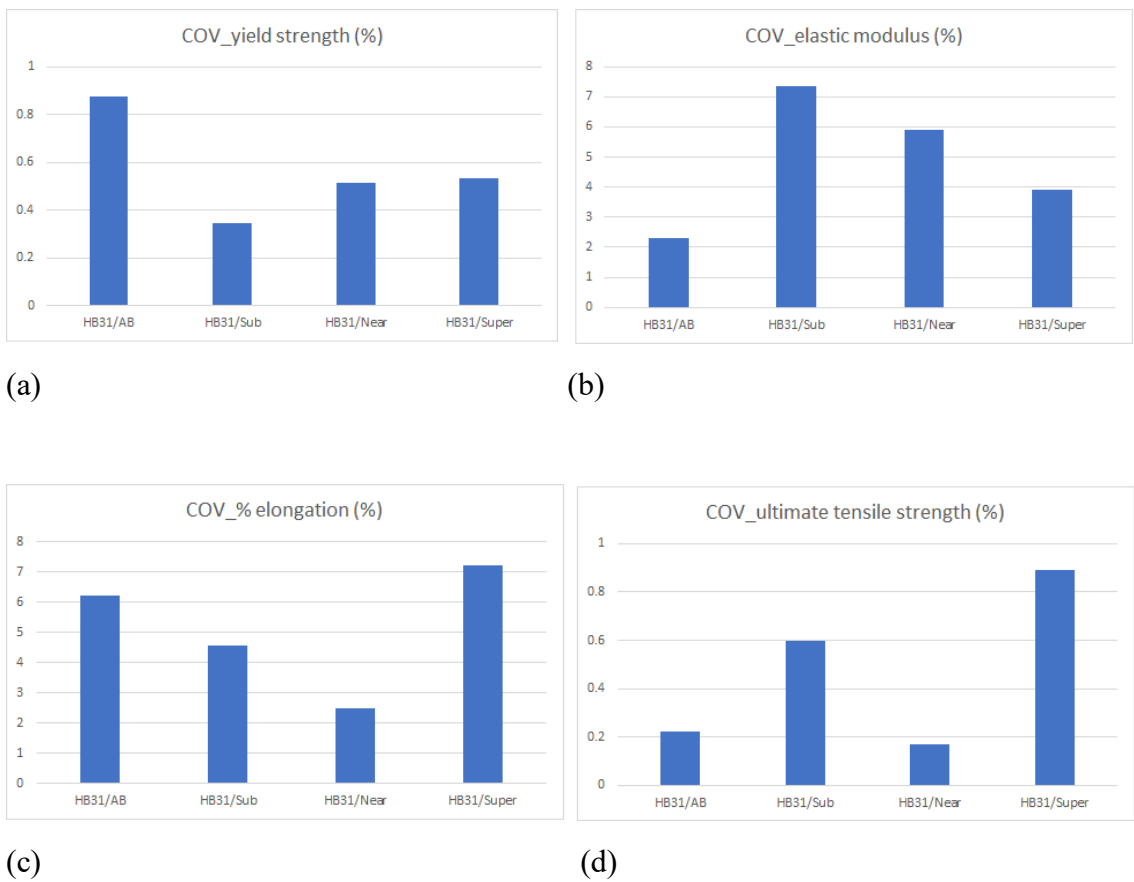 COV_yield strength (%)
1
0.8
0.6
0.4
0.2
0
HB31/AB HB31/Sub HB31/Near HB31/Super
(a)
COV_elastic modulus (%)
8
7
6
5
4
3
2
1
0
HB31/AB HB31/Sub HB31/Near HB31/Super
(b)
COV_% elongation (%)
8
7
6
5
4
3
2
1
0
HB31/AB HB31/Sub HB31/Near HB31/Super
(c)
COV_ultimate tensile strength (%)
1
0.8
0.6
0.4
0.2
0
HB31/AB HB31/Sub HB31/Near HB31/Super
(d)